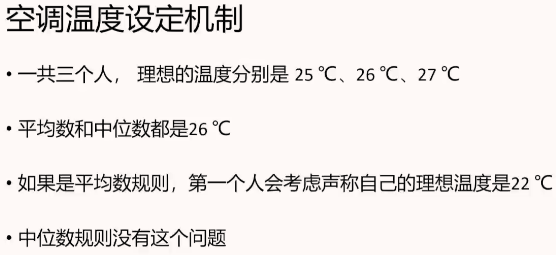 空调温度设定机制
• 一共三个人， 理想的温度分别是 25 ℃、26 ℃、27 ℃
• 平均数和中位数都是26 ℃
• 如果是平均数规则，第一个人会考虑声称自己的理想温度是22 ℃
• 中位数规则没有这个问题